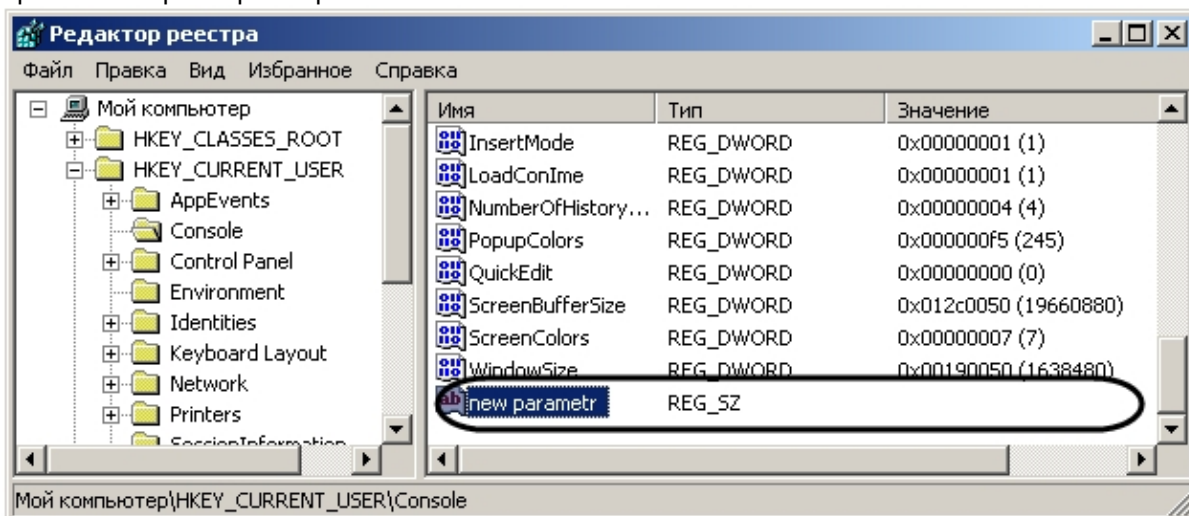 Редактор реестра
Файл Правка Вид Избранное Справка
Мой компьютер
HKEY_CLASSES_ROOT
HKEY_CURRENT_USER
AppEvents
Console
Control Panel
Environment
Identities
Keyboard Layout
Network
Printers
SessionInformation
Имя Тип Значение
InsertMode REG_DWORD 0x00000001 (1)
LoadConIme REG_DWORD 0x00000001 (1)
NumberOfHistory... REG_DWORD 0x00000004 (4)
PopupColors REG_DWORD 0x000000f5 (245)
QuickEdit REG_DWORD 0x00000000 (0)
ScreenBufferSize REG_DWORD 0x012c0050 (19660880)
ScreenColors REG_DWORD 0x00000007 (7)
WindowSize REG_DWORD 0x00190050 (1638480)
new parametr REG_SZ
Мой компьютер\HKEY_CURRENT_USER\Console